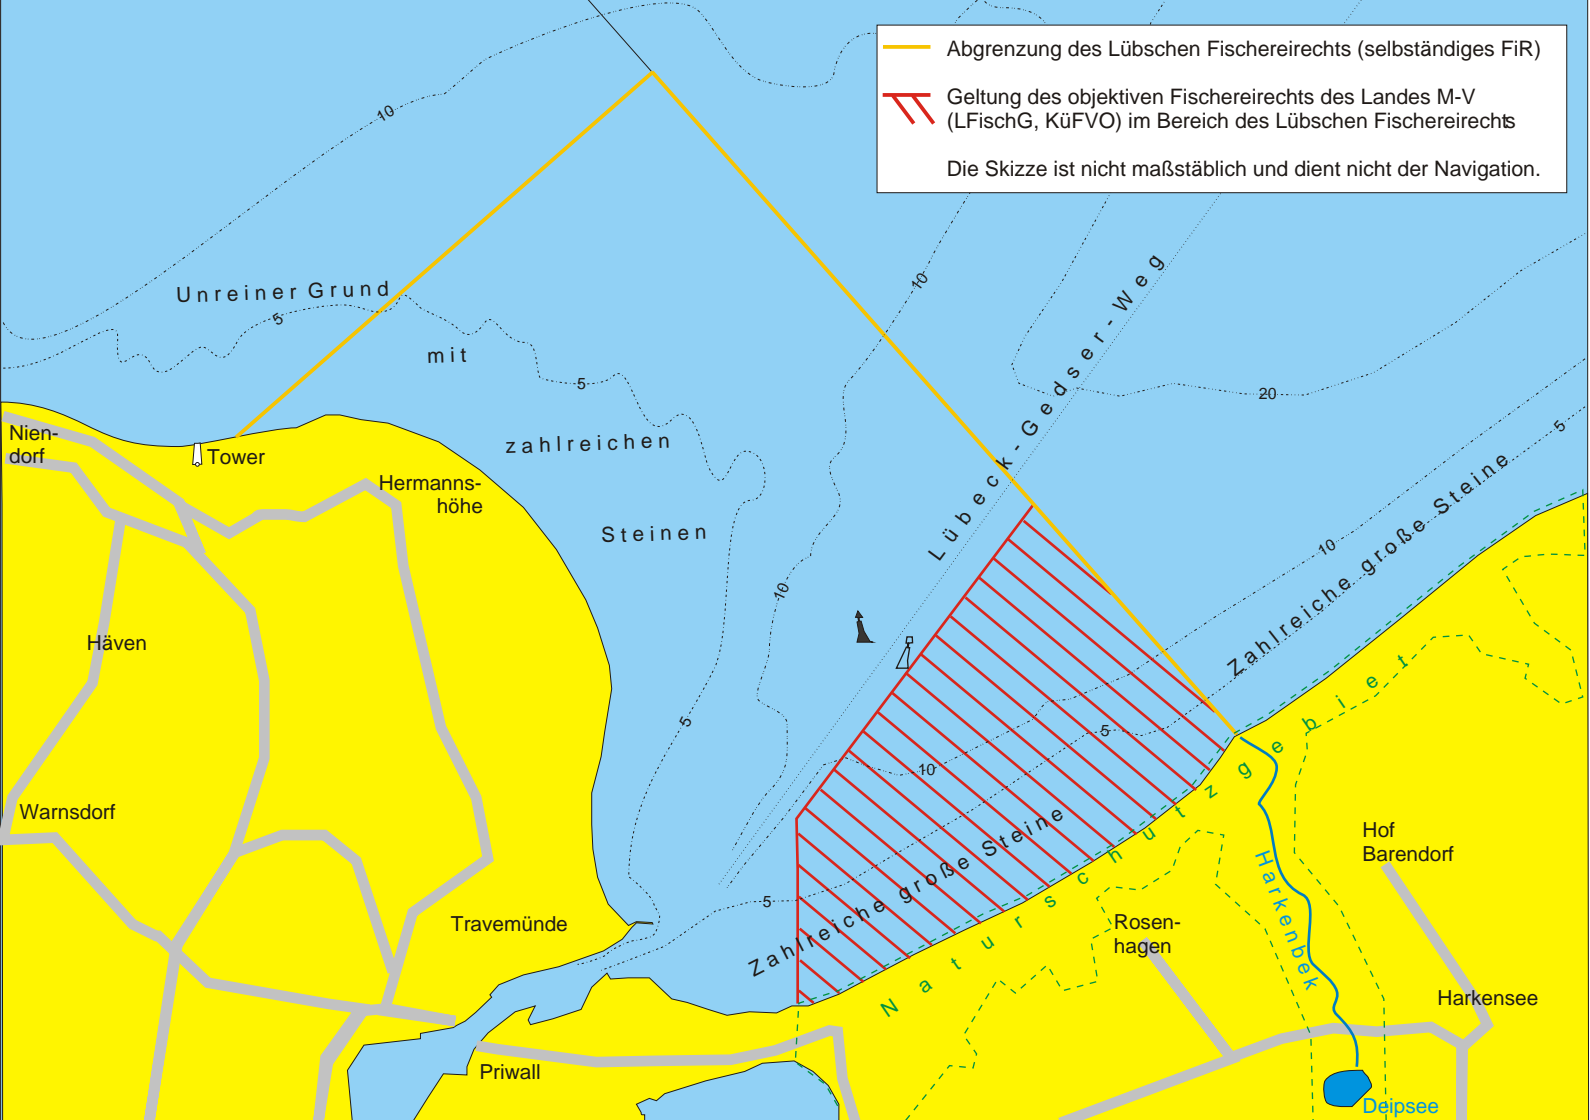 Abgrenzung des Lübschen Fischereirechts (selbständiges FiR)
Geltung des objektiven Fischereirechts des Landes M-V
(LFischG, KüFVO) im Bereich des Lübschen Fischereirechts
Die Skizze ist nicht maßstäblich und dient nicht der Navigation.
10
Unreiner Grund
5
mit
5
zahlreichen
Steinen
10
Lübeck-Gedser-Weg
20
5
10
Zahlreiche große Steine
Nien-
dorf
Tower
Hermanns-
höhe
10
Häven
5
5
10
Warnsdorf
Zahlreiche große Steine
5
Naturschutzgebiet
Travemünde
Hof
Barendorf
Rosen-
hagen
Harkenbek
Harkensee
Priwall
Deipsee